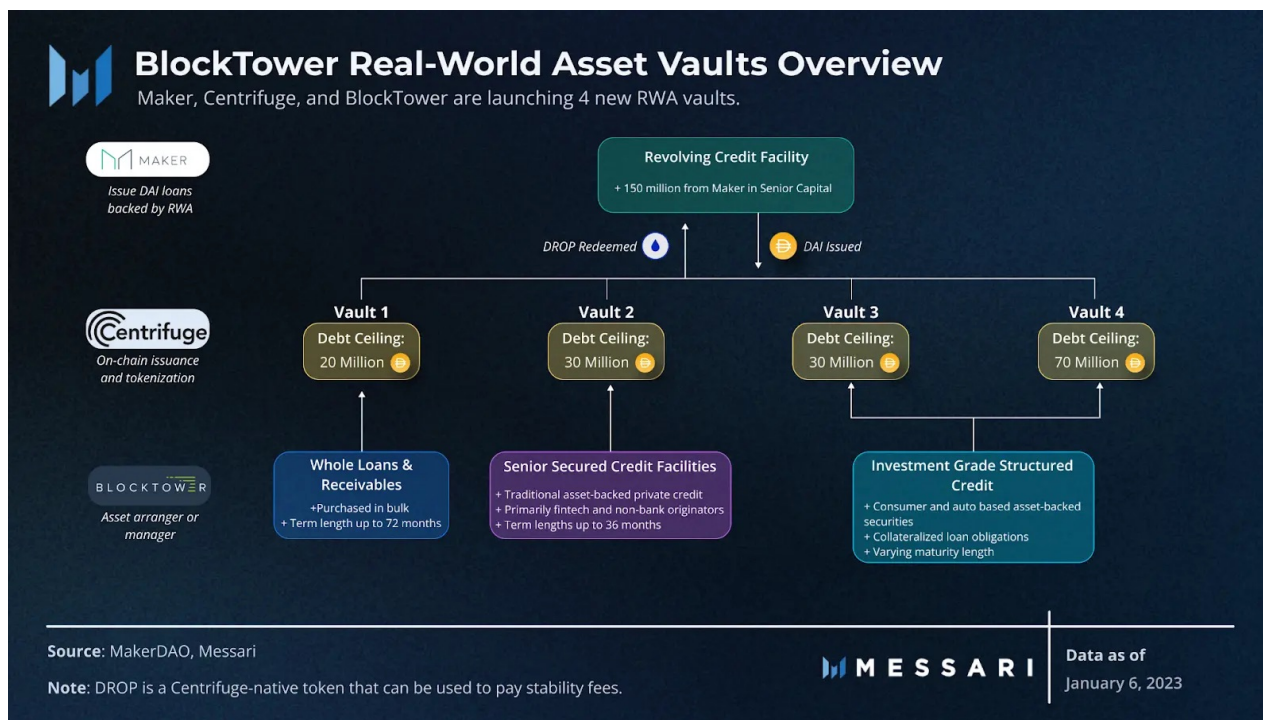 BlockTower Real-World Asset Vaults Overview
Maker, Centrifuge, and BlockTower are launching 4 new RWA vaults.
MAKER
Issue DAI loans
backed by RWA
Revolving Credit Facility
+ 150 million from Maker in Senior Capital
DROP Redeemed
DAI Issued
Centrifuge
On-chain issuance
and tokenization
Vault 1
Debt Ceiling:
20 Million
Vault 2
Debt Ceiling:
30 Million
Vault 3
Debt Ceiling:
30 Million
Vault 4
Debt Ceiling:
70 Million
BLOCKTOWER
Asset arranger or
manager
Whole Loans &
Receivables
+Purchased in bulk
+ Term length up to 72 months
Senior Secured Credit Facilities
+ Traditional asset-backed private credit
+ Primarily fintech and non-bank originators
+ Term lengths up to 36 months
Investment Grade Structured
Credit
+ Consumer and auto based asset-backed
securities
+ Collateralized loan obligations
+ Varying maturity length
Source: MakerDAO, Messari
Note: DROP is a Centrifuge-native token that can be used to pay stability fees.
MESSARI
Data as of
January 6, 2023